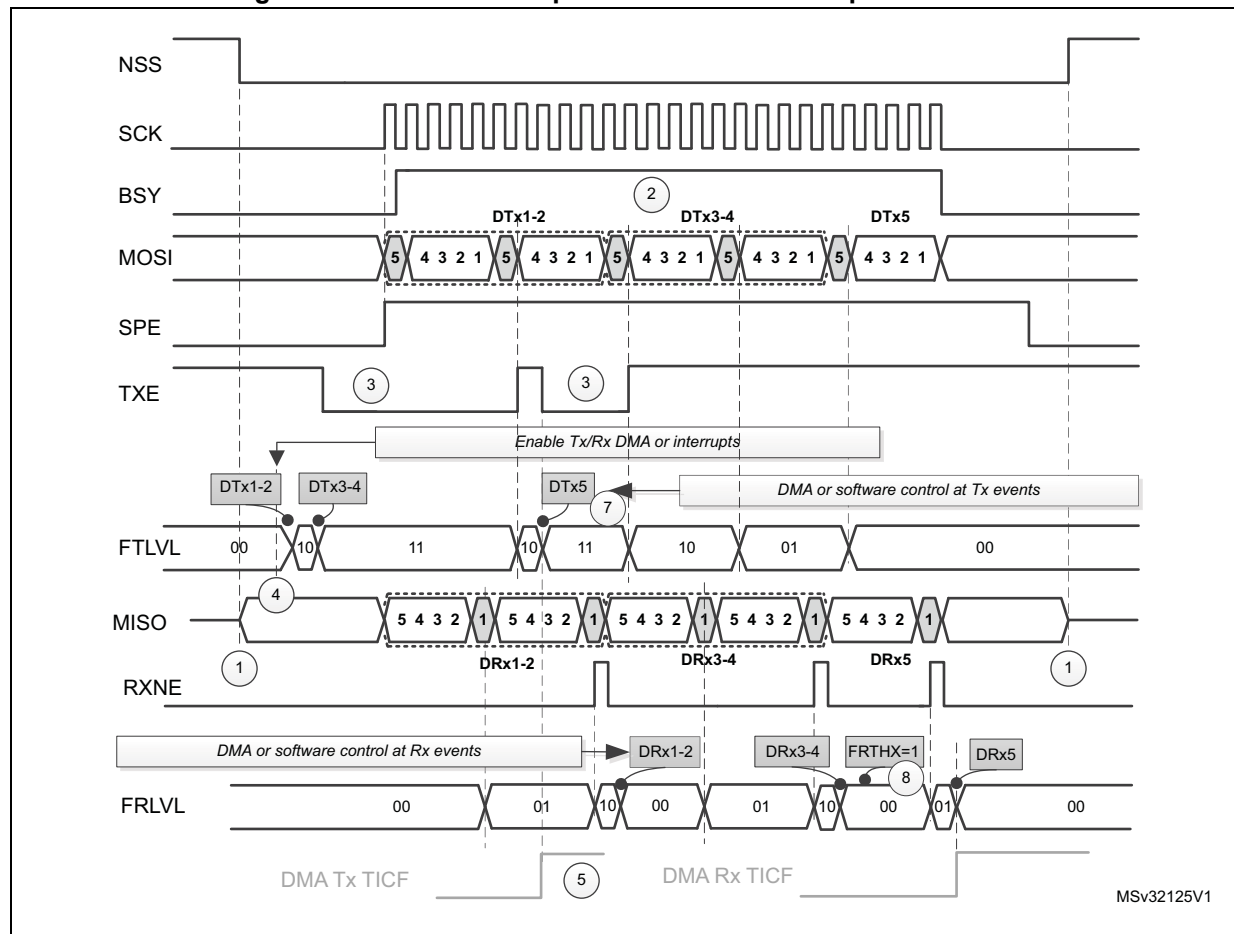 NSS
SCK
BSY
2
DTx1-2 DTx3-4 DTx5
MOSI 5 4 3 2 1 5 4 3 2 1 5 4 3 2 1 5 4 3 2 1 5 4 3 2 1
SPE
TXE 3 3
Enable Tx/Rx DMA or interrupts
DTx1-2 DTx3-4 DTx5 DMA or software control at Tx events
7
FTLVL 00 10 11 10 11 10 01 00
4
MISO 5 4 3 2 1 5 4 3 2 1 5 4 3 2 1 5 4 3 2 1 5 4 3 2 1
1 DRx1-2 DRx3-4 DRx5 1
RXNE
DMA or software control at Rx events DRx1-2 DRx3-4 FRTHX=1 DRx5
8
FRLVL 00 01 10 00 01 10 00 01 00
DMA Tx TICF 5 DMA Rx TICF
MSv32125V1